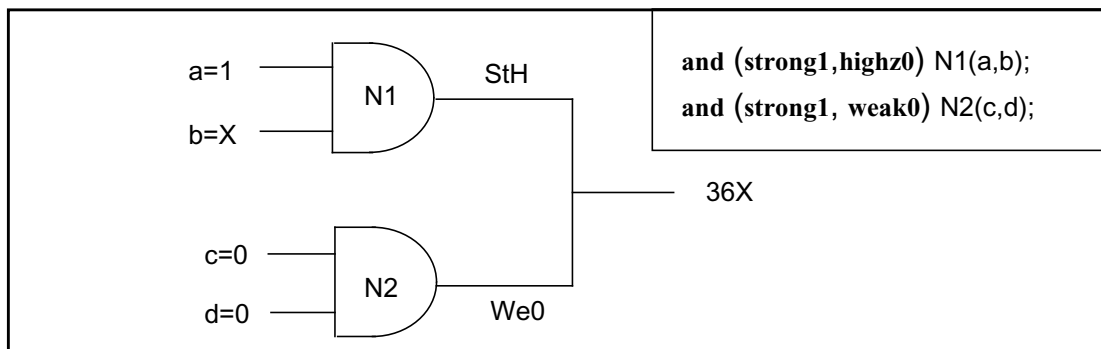 a=1
b=X
N1
StH
and (strong1,highz0) N1(a,b);
and (strong1, weak0) N2(c,d);
36X
c=0
d=0
N2
We0